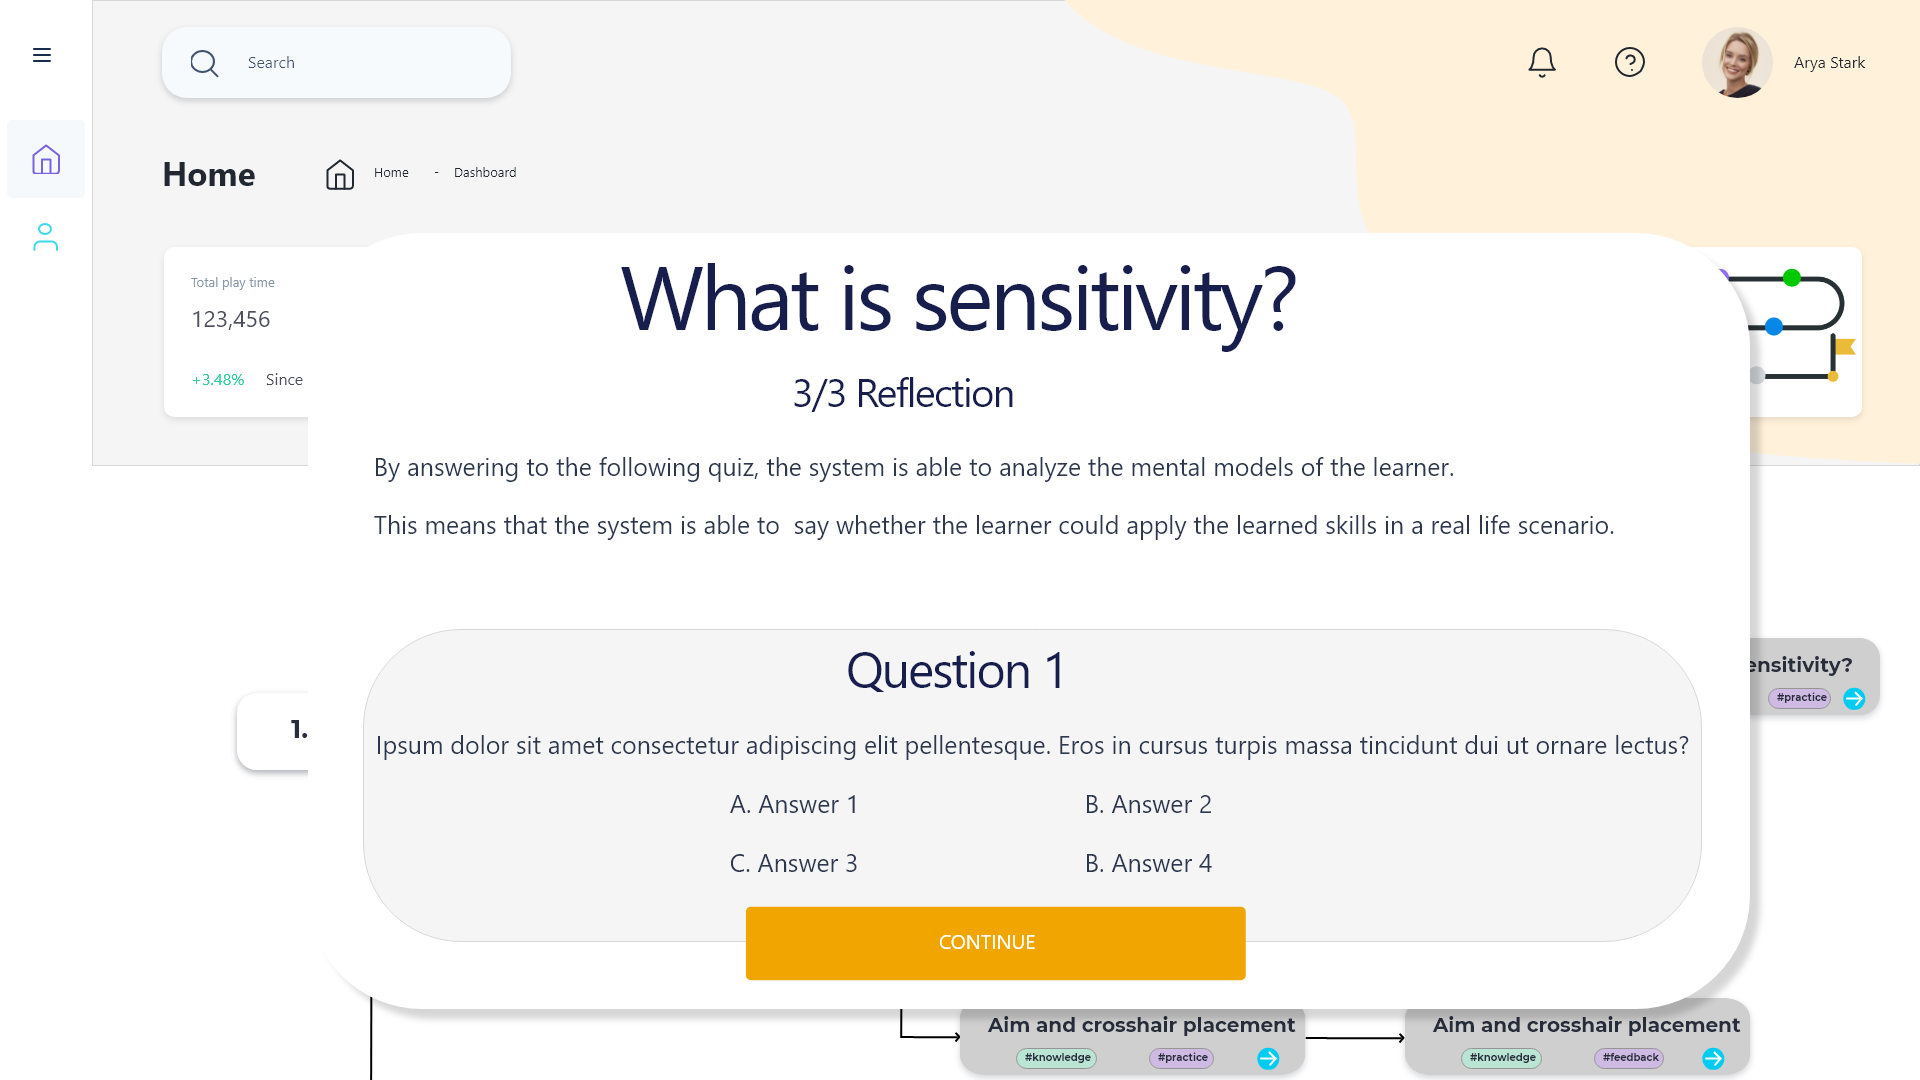 Search
Arya Stark
Home
Home - Dashboard
Total play time
123,456
+3.48% Since
What is sensitivity?
3/3 Reflection
By answering to the following quiz, the system is able to analyze the mental models of the learner.
This means that the system is able to  say whether the learner could apply the learned skills in a real life scenario.
Question 1
Ipsum dolor sit amet consectetur adipiscing elit pellentesque. Eros in cursus turpis massa tincidunt dui ut ornare lectus?
A. Answer 1 B. Answer 2
C. Answer 3 B. Answer 4
CONTINUE
ensitivity?
#practice
1.
Aim and crosshair placement
#knowledge #practice
Aim and crosshair placement
#knowledge #feedback